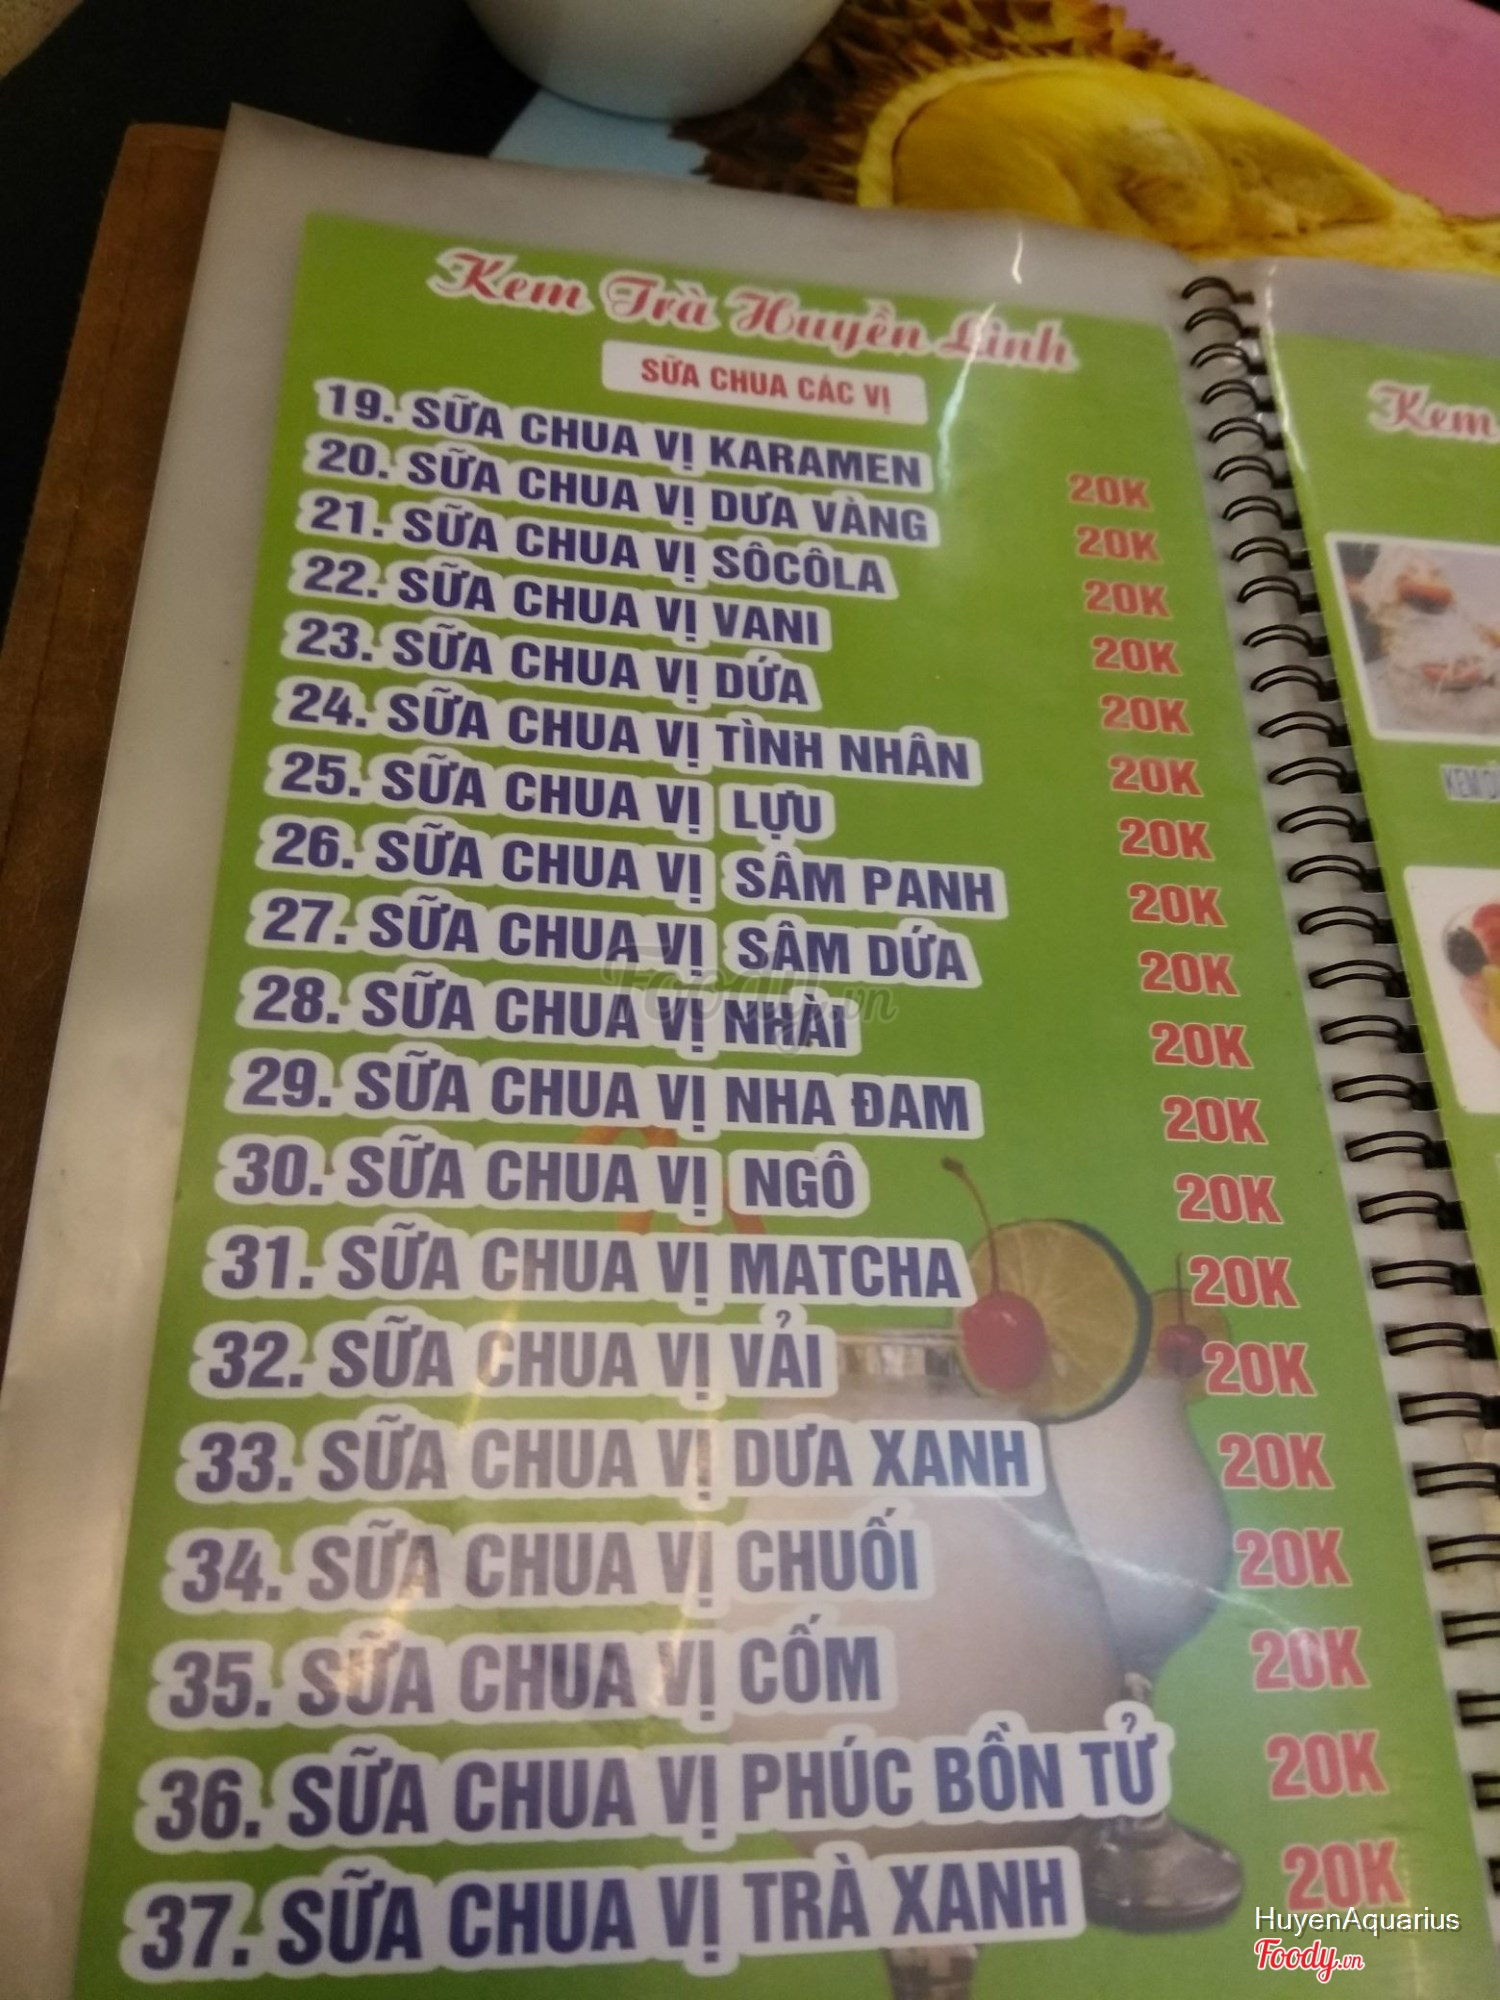 Kem Trà Huyền Linh
SỮA CHUA CÁC VỊ
19. SỮA CHUA VỊ KARAMEN 20K
20. SỮA CHUA VỊ DƯA VÀNG 20K
21. SỮA CHUA VỊ SÔCÔLA 20K
22. SỮA CHUA VỊ VANI 20K
23. SỮA CHUA VỊ DỨA 20K
24. SỮA CHUA VỊ TÌNH NHÂN 20K
25. SỮA CHUA VỊ LỰU 20K
26. SỮA CHUA VỊ SÂM PANH 20K
27. SỮA CHUA VỊ SÂM DỨA 20K
28. SỮA CHUA VỊ NHÀI 20K
29. SỮA CHUA VỊ NHA ĐAM 20K
30. SỮA CHUA VỊ NGÔ 20K
31. SỮA CHUA VỊ MATCHA 20K
32. SỮA CHUA VỊ VẢI 20K
33. SỮA CHUA VỊ DƯA XANH 20K
34. SỮA CHUA VỊ CHUỐI 20K
35. SỮA CHUA VỊ CỐM 20K
36. SỮA CHUA VỊ PHÚC BỒN TỬ 20K
37. SỮA CHUA VỊ TRÀ XANH 20K
Kem
KEM
Foody.vn
HuyenAquarius
Foody.vn